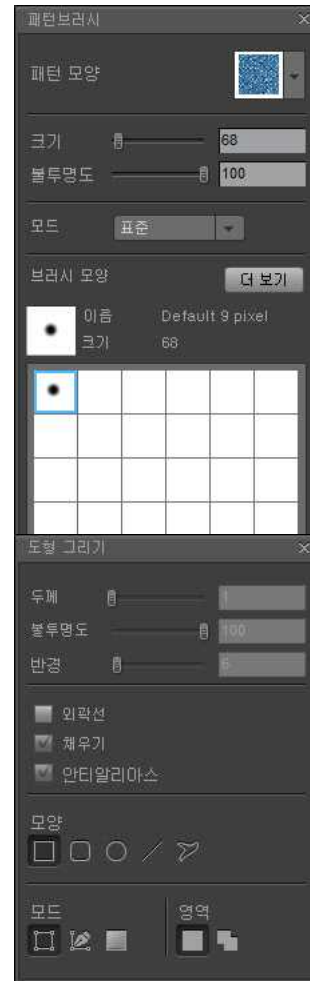 패턴브러시
패턴 모양
크기 68
불투명도 100
모드 표준
브러시 모양 더 보기
이름 Default 9 pixel
크기 68
도형 그리기
두께 1
불투명도 100
반경 6
외곽선
채우기
안티알리아스
모양
모드 영역